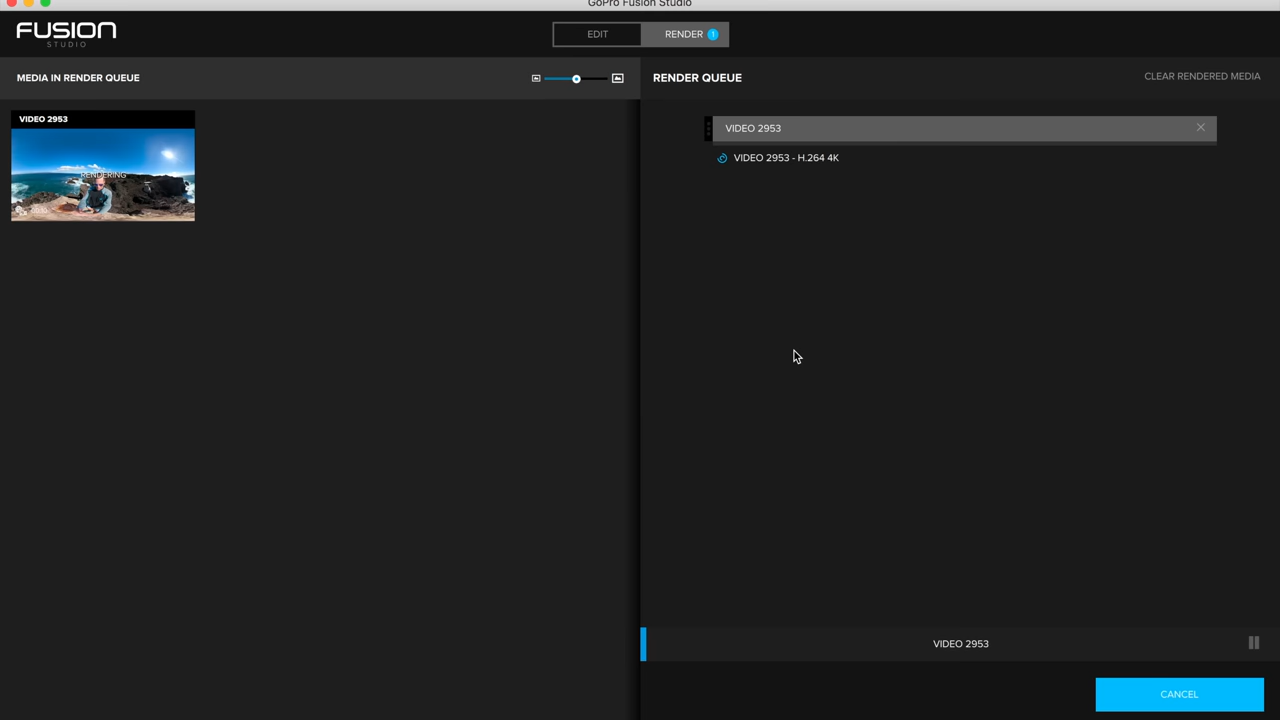 GoPro Fusion Studio
FUSION
STUDIO
EDIT
RENDER 1
MEDIA IN RENDER QUEUE
RENDER QUEUE
CLEAR RENDERED MEDIA
VIDEO 2953
RENDERING
VIDEO 2953
VIDEO 2953 - H.264 4K
VIDEO 2953
CANCEL